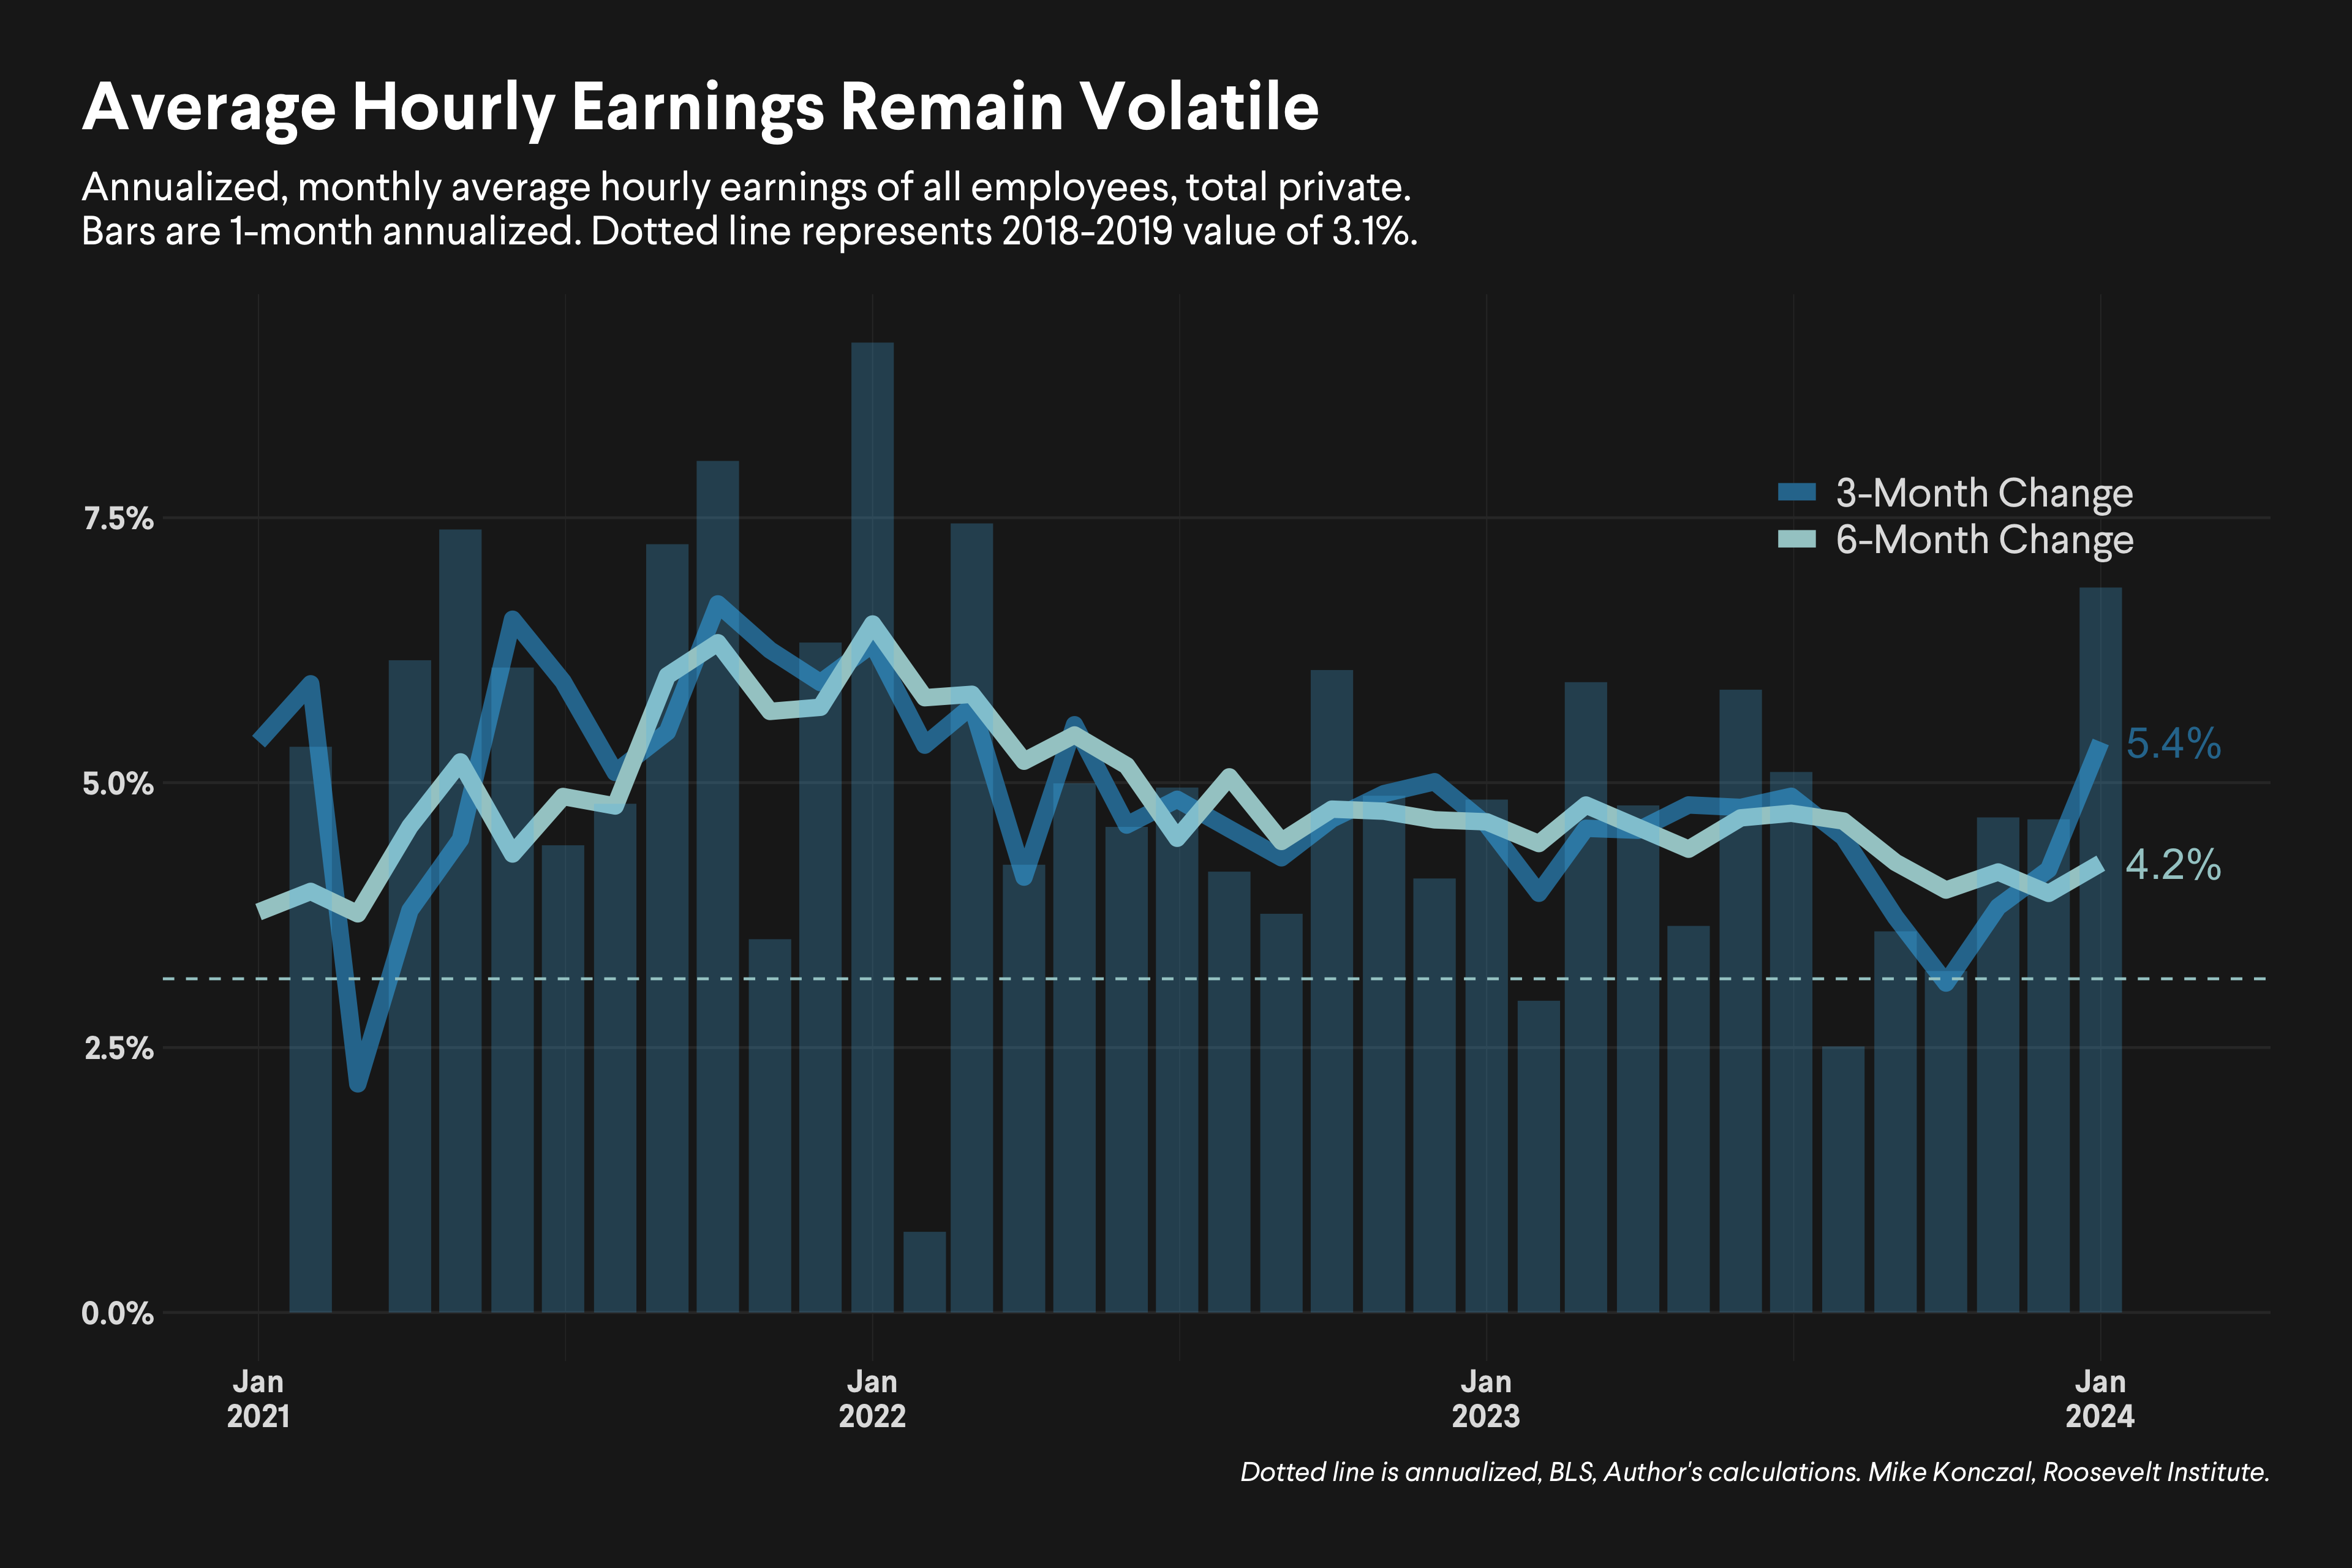 Average Hourly Earnings Remain Volatile
Annualized, monthly average hourly earnings of all employees, total private.
Bars are 1-month annualized. Dotted line represents 2018-2019 value of 3.1%.
3-Month Change
6-Month Change
7.5%
5.0%
2.5%
0.0%
5.4%
4.2%
Jan
2021
Jan
2022
Jan
2023
Jan
2024
Dotted line is annualized, BLS, Author's calculations. Mike Konczal, Roosevelt Institute.